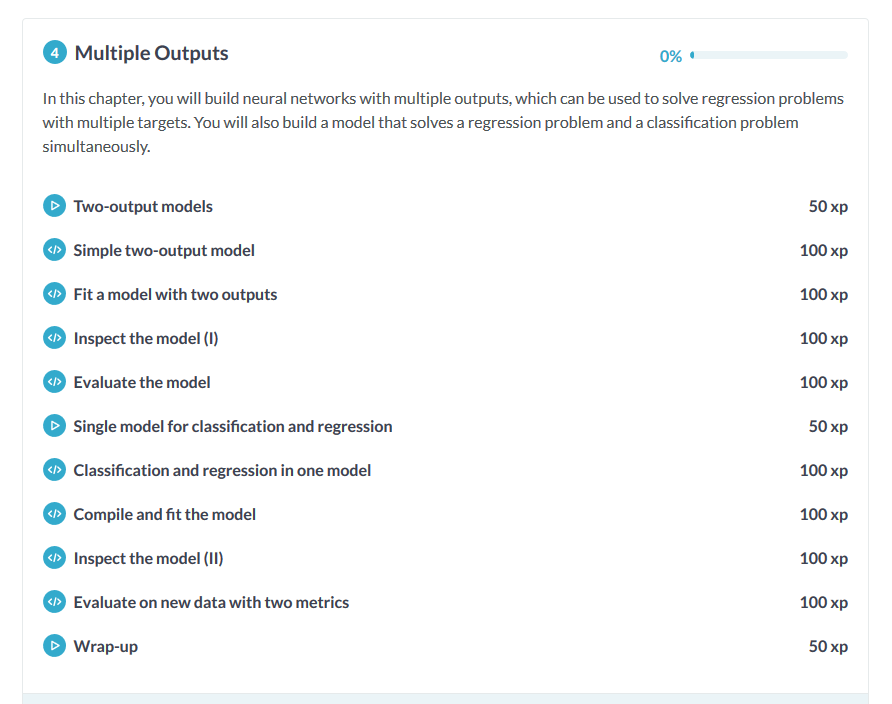 4 Multiple Outputs 0%
In this chapter, you will build neural networks with multiple outputs, which can be used to solve regression problems
with multiple targets. You will also build a model that solves a regression problem and a classification problem
simultaneously.
Two-output models 50 xp
Simple two-output model 100 xp
Fit a model with two outputs 100 xp
Inspect the model (I) 100 xp
Evaluate the model 100 xp
Single model for classification and regression 50 xp
Classification and regression in one model 100 xp
Compile and fit the model 100 xp
Inspect the model (II) 100 xp
Evaluate on new data with two metrics 100 xp
Wrap-up 50 xp